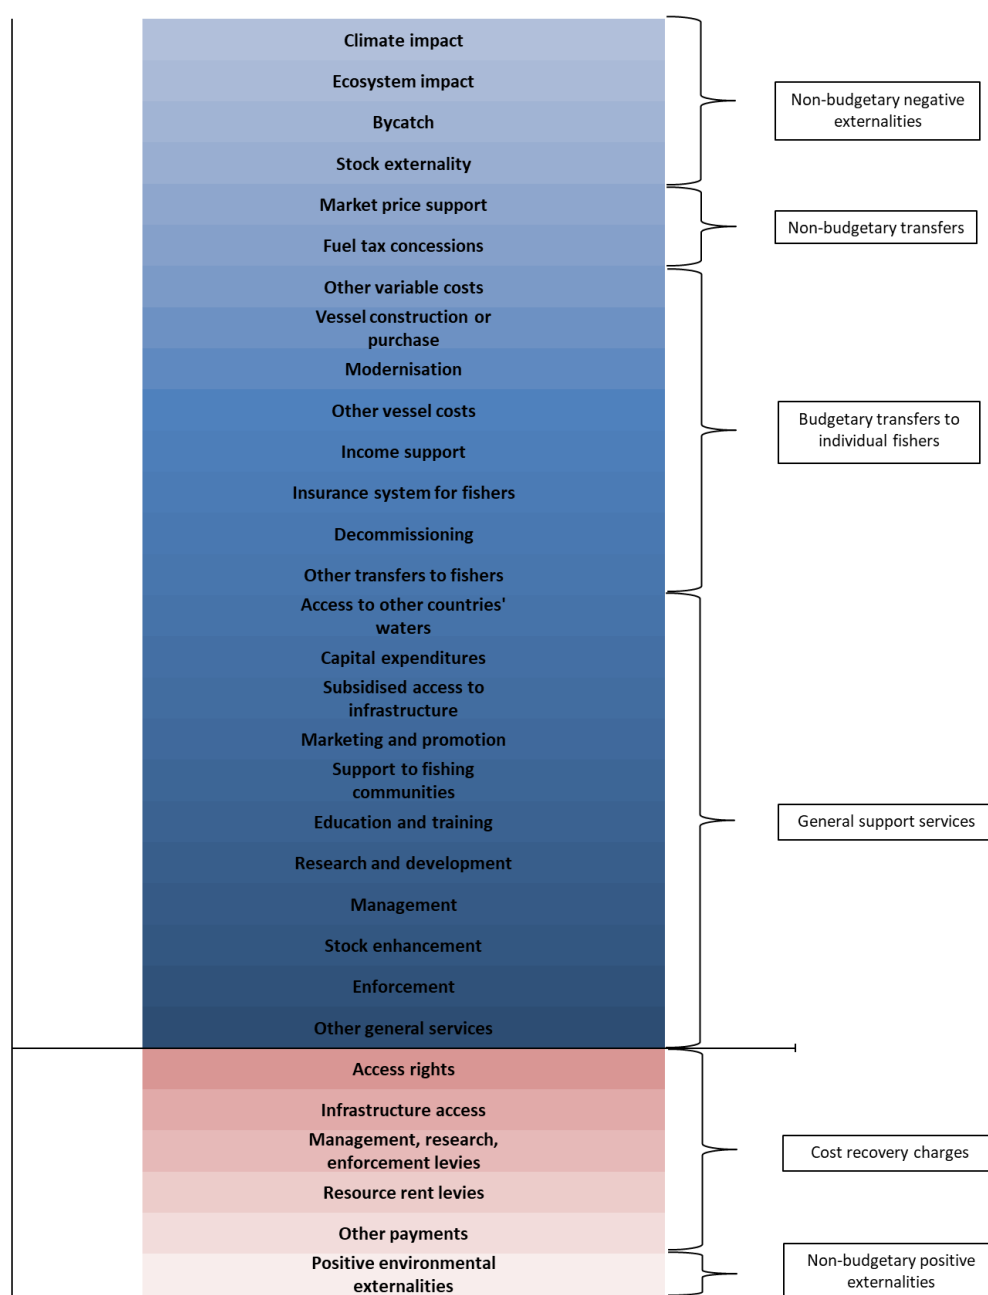 Climate impact
Ecosystem impact
Bycatch
Stock externality
Non-budgetary negative
externalities
Market price support
Fuel tax concessions
Non-budgetary transfers
Other variable costs
Vessel construction or
purchase
Modernisation
Other vessel costs
Income support
Insurance system for fishers
Decommissioning
Other transfers to fishers
Budgetary transfers to
individual fishers
Access to other countries'
waters
Capital expenditures
Subsidised access to
infrastructure
Marketing and promotion
Support to fishing
communities
Education and training
Research and development
Management
Stock enhancement
Enforcement
Other general services
General support services
Access rights
Infrastructure access
Management, research,
enforcement levies
Resource rent levies
Other payments
Cost recovery charges
Positive environmental
externalities
Non-budgetary positive
externalities